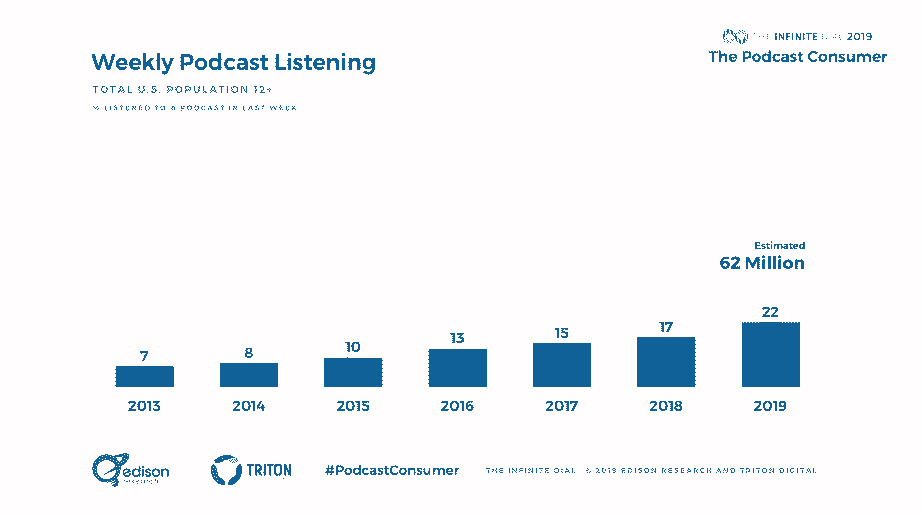 THE INFINITE DIAL 2019
The Podcast Consumer
Weekly Podcast Listening
TOTAL U.S. POPULATION 12+
% LISTENED TO A PODCAST IN LAST WEEK
Estimated
62 Million
7 8 10 13 15 17 22
2013 2014 2015 2016 2017 2018 2019
edison research TRITON #PodcastConsumer THE INFINITE DIAL © 2019 EDISON RESEARCH AND TRITON DIGITAL